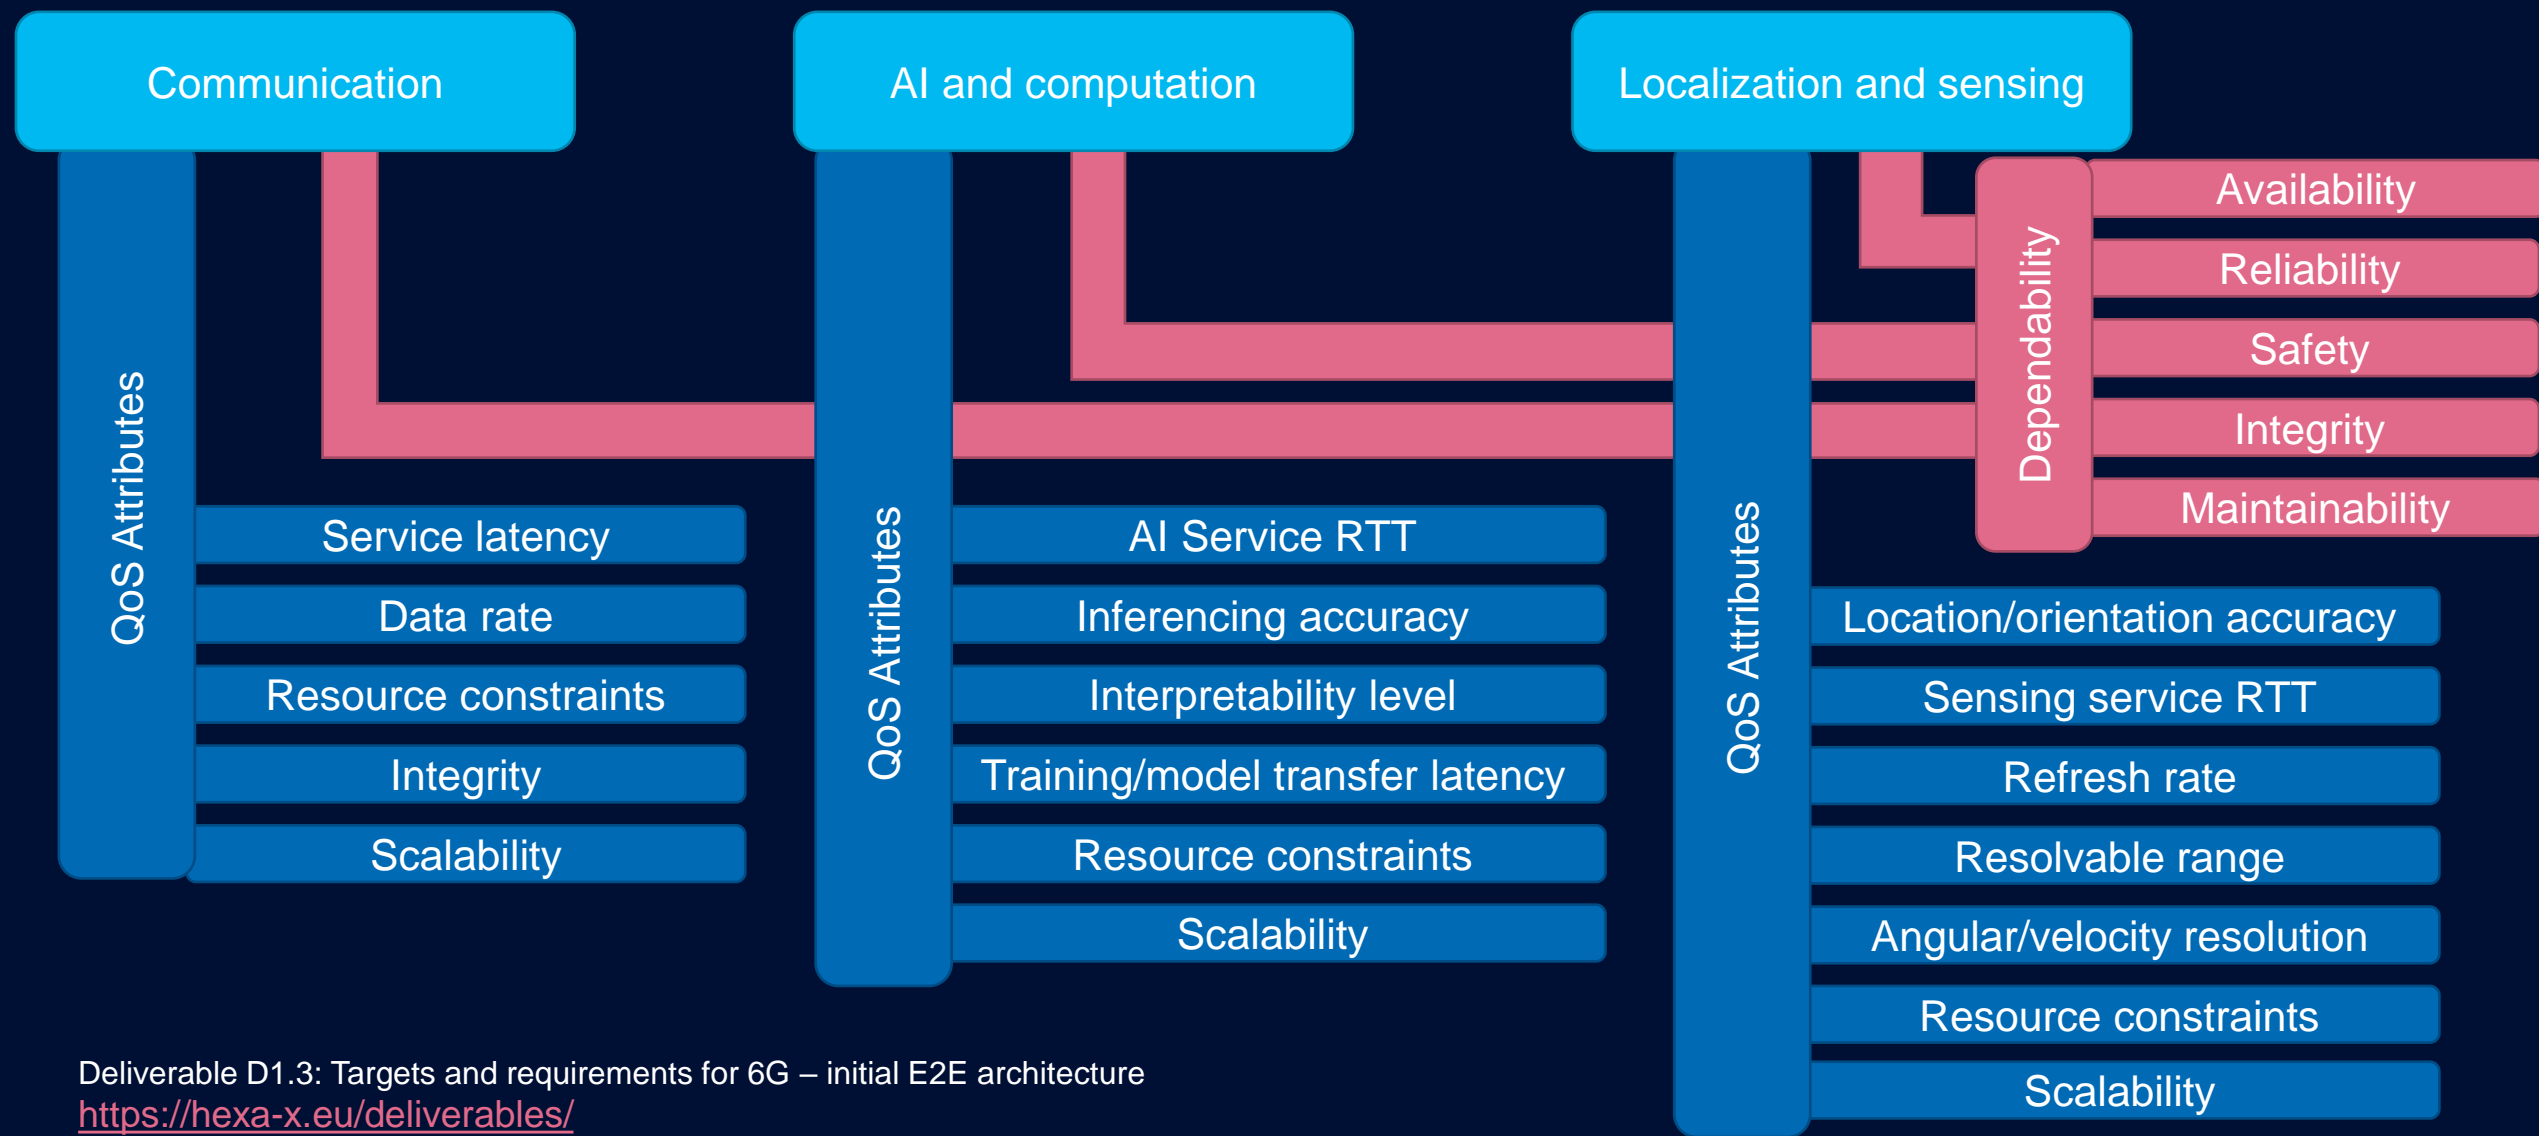 Communication
QoS Attributes
Service latency
Data rate
Resource constraints
Integrity
Scalability
AI and computation
QoS Attributes
AI Service RTT
Inferencing accuracy
Interpretability level
Training/model transfer latency
Resource constraints
Scalability
Localization and sensing
Dependability
Availability
Reliability
Safety
Integrity
Maintainability
QoS Attributes
Location/orientation accuracy
Sensing service RTT
Refresh rate
Resolvable range
Angular/velocity resolution
Resource constraints
Scalability
Deliverable D1.3: Targets and requirements for 6G – initial E2E architecture
https://hexa-x.eu/deliverables/